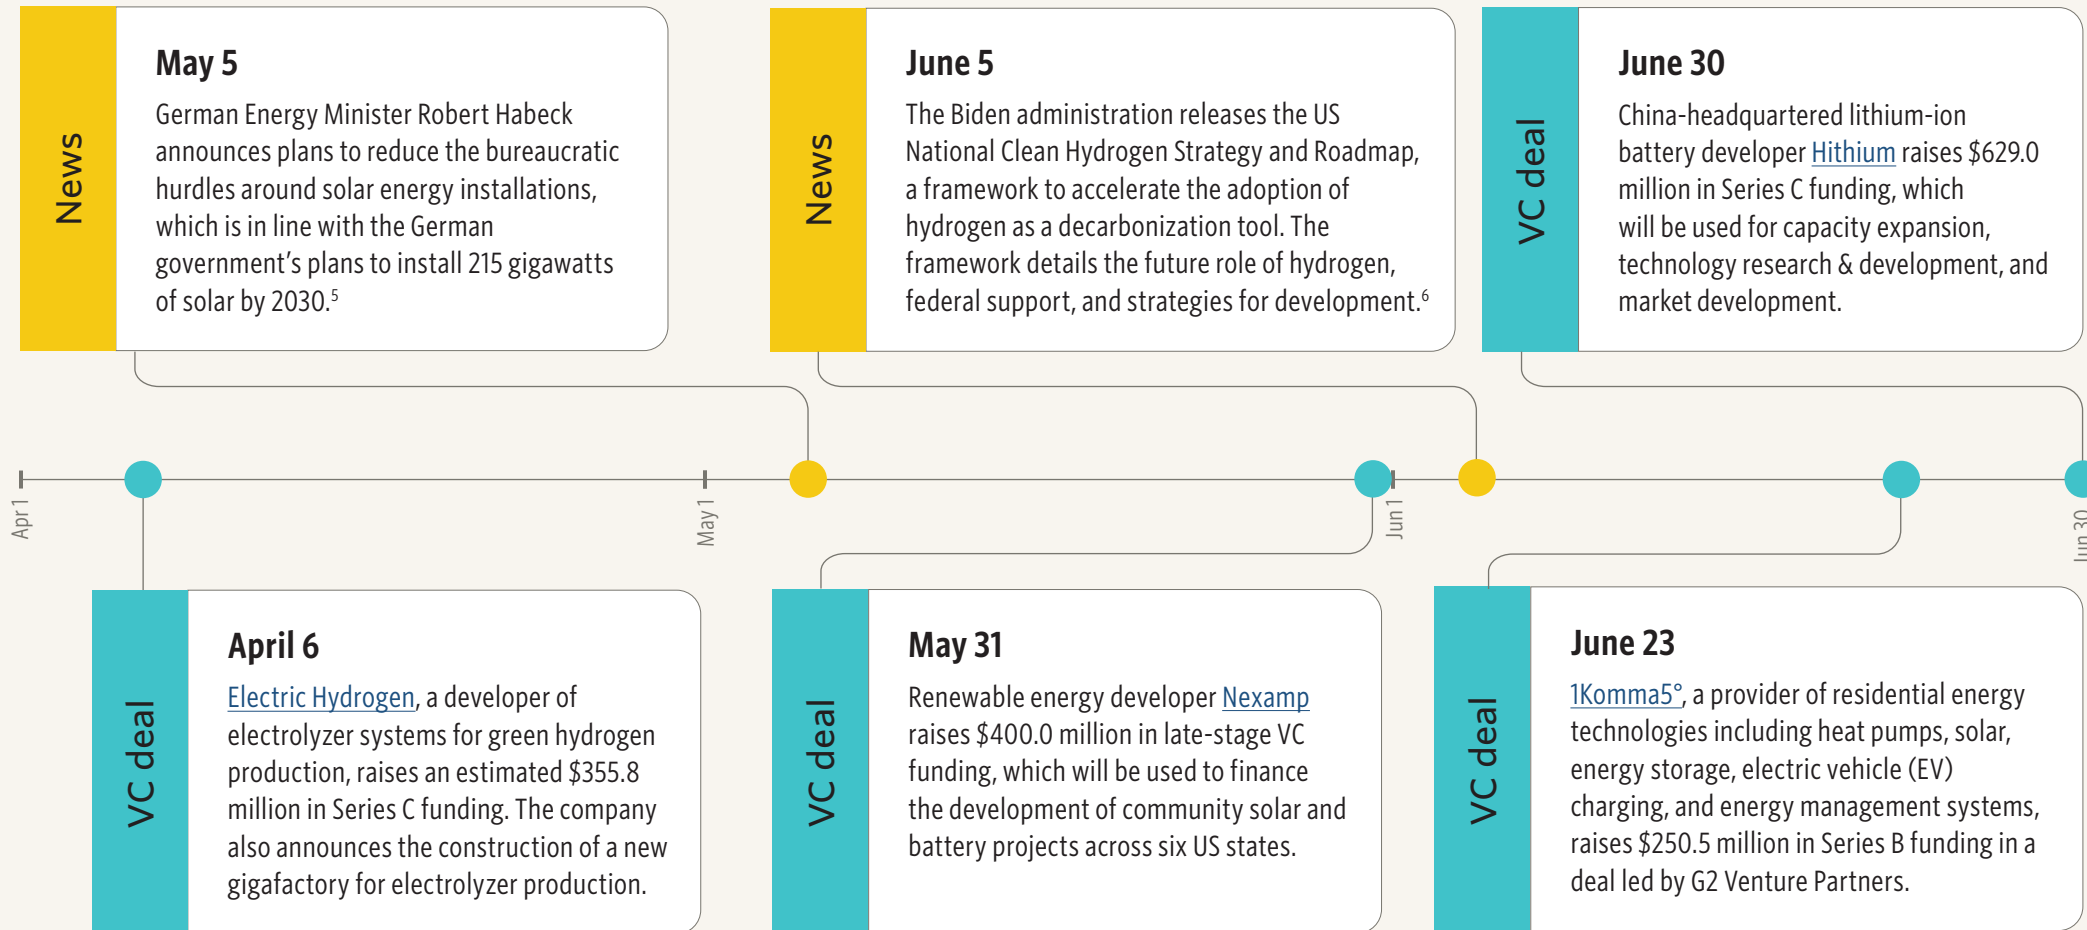 News
May 5
German Energy Minister Robert Habeck
announces plans to reduce the bureaucratic
hurdles around solar energy installations,
which is in line with the German
government’s plans to install 215 gigawatts
of solar by 2030.5
News
June 5
The Biden administration releases the US
National Clean Hydrogen Strategy and Roadmap,
a framework to accelerate the adoption of
hydrogen as a decarbonization tool. The
framework details the future role of hydrogen,
federal support, and strategies for development.6
VC deal
June 30
China-headquartered lithium-ion
battery developer Hithium raises $629.0
million in Series C funding, which
will be used for capacity expansion,
technology research & development, and
market development.
Apr 1
May 1
Jun 1
Jun 30
VC deal
April 6
Electric Hydrogen, a developer of
electrolyzer systems for green hydrogen
production, raises an estimated $355.8
million in Series C funding. The company
also announces the construction of a new
gigafactory for electrolyzer production.
VC deal
May 31
Renewable energy developer Nexamp
raises $400.0 million in late-stage VC
funding, which will be used to finance
the development of community solar and
battery projects across six US states.
VC deal
June 23
1Komma5°, a provider of residential energy
technologies including heat pumps, solar,
energy storage, electric vehicle (EV)
charging, and energy management systems,
raises $250.5 million in Series B funding in a
deal led by G2 Venture Partners.